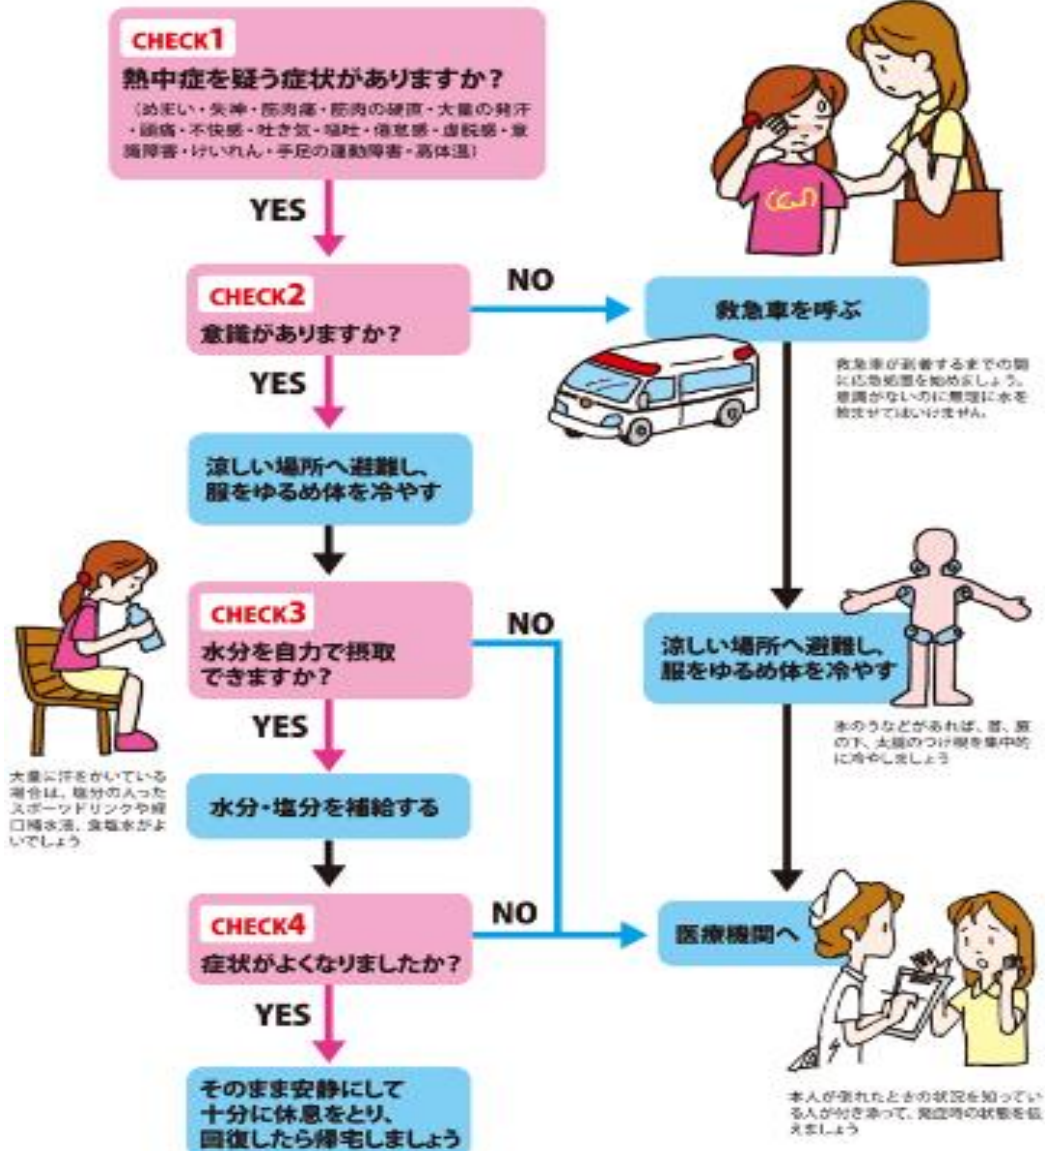 CHECK1
熱中症を疑う症状がありますか？
（めまい・失神・筋肉痛・筋肉の硬直・大量の発汗
・頭痛・不快感・吐き気・嘔吐・倦怠感・虚脱感・意
識障害・けいれん・手足の運動障害・高体温）
YES
CHECK2
意識がありますか？
NO
救急車を呼ぶ
救急車が到着するまでの間
に応急処置を始めましょう。
意識がないのに無理に水を
飲ませてはいけません。
YES
涼しい場所へ避難し、
服をゆるめ体を冷やす
CHECK3
水分を自力で摂取
できますか？
NO
涼しい場所へ避難し、
服をゆるめ体を冷やす
氷のうなどがあれば、首、腋
の下、太腿のつけ根を集中的
に冷やしましょう
YES
大量に汗をかいている
場合は、塩分の入った
スポーツドリンクや経
口補水液、食塩水がよ
いでしょう
水分・塩分を補給する
CHECK4
症状がよくなりましたか？
NO
医療機関へ
YES
そのまま安静にして
十分に休息をとり、
回復したら帰宅しましょう
本人が倒れたときの状況を知ってい
る人が付き添って、発症時の状態を伝
えましょう